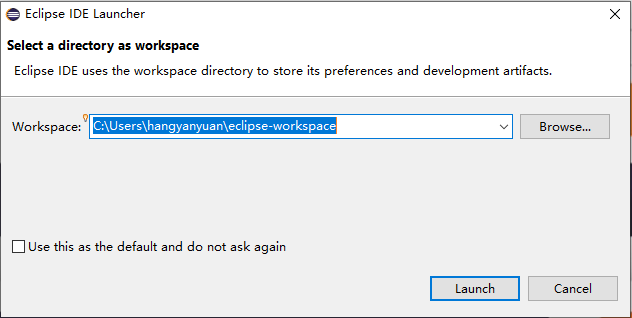 Eclipse IDE Launcher
Select a directory as workspace
Eclipse IDE uses the workspace directory to store its preferences and development artifacts.
Workspace: C:\Users\hangyanyuan\eclipse-workspace Browse...
Use this as the default and do not ask again
Launch Cancel